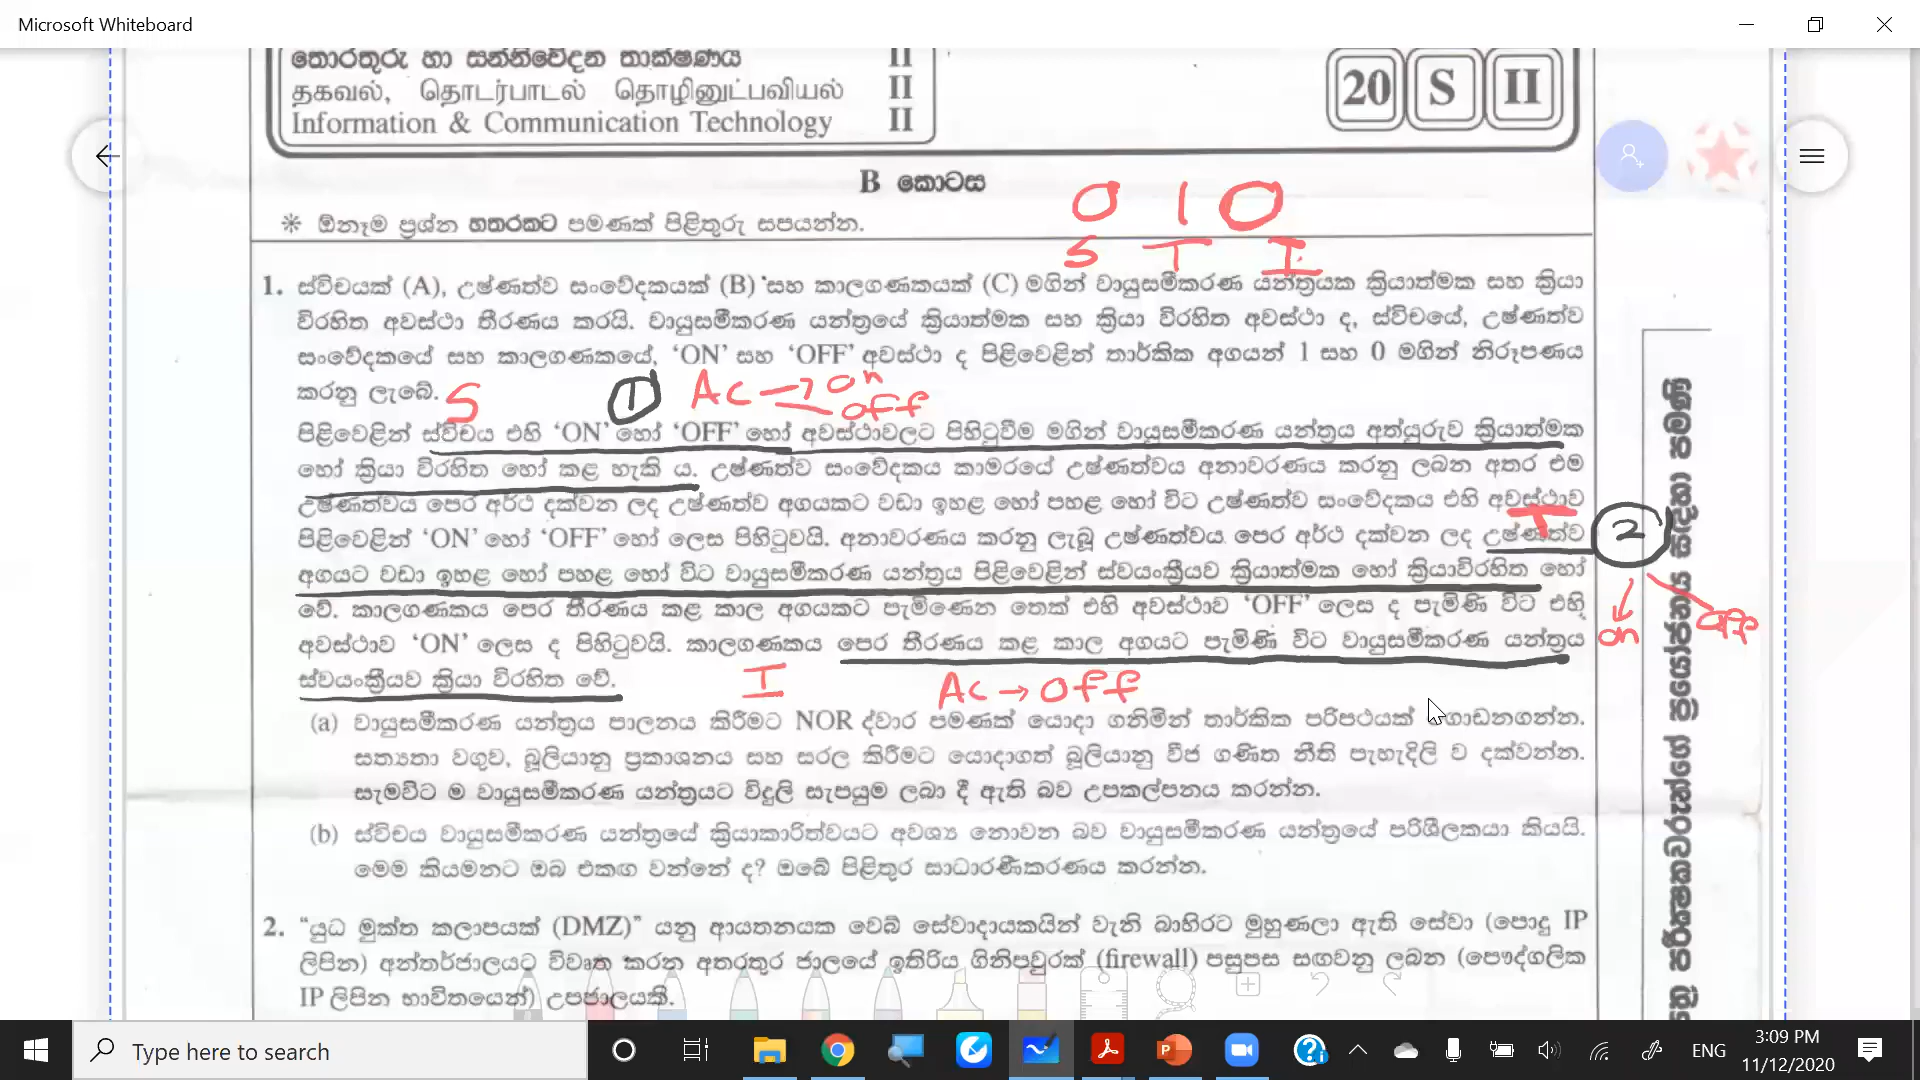 Microsoft Whiteboard
තොරතුරු හා සන්නිවේදන තාක්ෂණය II
தகவல், தொடர்பாடல் தொழினுட்பவியல் II
Information & Communication Technology II
20 S II
B කොටස
0 1 0
S T I
* ඕනෑම ප්‍රශ්න හතරකට පමණක් පිළිතුරු සපයන්න.
1. ස්විචයක් (A), උෂ්ණත්ව සංවේදකයක් (B) සහ කාලගණකයක් (C) මගින් වායුසමීකරණ යන්ත්‍රයක ක්‍රියාත්මක සහ ක්‍රියා
විරහිත අවස්ථා තීරණය කරයි. වායුසමීකරණ යන්ත්‍රයේ ක්‍රියාත්මක සහ ක්‍රියා විරහිත අවස්ථා ද, ස්විචයේ, උෂ්ණත්ව
සංවේදකයේ සහ කාලගණකයේ, ‘ON’ සහ ‘OFF’ අවස්ථා ද පිළිවෙළින් තාර්කික අගයන් 1 සහ 0 මගින් නිරූපණය
කරනු ලැබේ. S 1 AC → on
off
පිළිවෙළින් ස්විචය එහි ‘ON’ හෝ ‘OFF’ හෝ අවස්ථාවලට පිහිටුවීම මගින් වායුසමීකරණ යන්ත්‍රය අත්යුරුව ක්‍රියාත්මක
හෝ ක්‍රියා විරහිත හෝ කළ හැකි ය. උෂ්ණත්ව සංවේදකය කාමරයේ උෂ්ණත්වය අනාවරණය කරනු ලබන අතර එම
උෂ්ණත්වය පෙර අර්ථ දක්වන ලද උෂ්ණත්ව අගයකට වඩා ඉහළ හෝ පහළ හෝ විට උෂ්ණත්ව සංවේදකය එහි අවස්ථාව
T 2
පිළිවෙළින් ‘ON’ හෝ ‘OFF’ හෝ ලෙස පිහිටුවයි. අනාවරණය කරනු ලැබූ උෂ්ණත්වය පෙර අර්ථ දක්වන ලද උෂ්ණත්ව
අගයට වඩා ඉහළ හෝ පහළ හෝ විට වායුසමීකරණ යන්ත්‍රය පිළිවෙළින් ස්වයංක්‍රීයව ක්‍රියාත්මක හෝ ක්‍රියාවිරහිත හෝ
වේ. කාලගණකය පෙර තීරණය කළ කාල අගයකට පැමිණෙන තෙක් එහි අවස්ථාව ‘OFF’ ලෙස ද පැමිණි විට එහි
on off
අවස්ථාව ‘ON’ ලෙස ද පිහිටුවයි. කාලගණකය පෙර තීරණය කළ කාල අගයට පැමිණි විට වායුසමීකරණ යන්ත්‍රය
ස්වයංක්‍රීයව ක්‍රියා විරහිත වේ. I AC → off
(a) වායුසමීකරණ යන්ත්‍රය පාලනය කිරීමට NOR ද්වාර පමණක් යොදා ගනිමින් තාර්කික පරිපථයක් ගොඩනගන්න.
සත්‍යතා වගුව, බූලියානු ප්‍රකාශනය සහ සරල කිරීමට යොදාගත් බූලියානු වීජ ගණිත නීති පැහැදිලි ව දක්වන්න.
සැමවිට ම වායුසමීකරණ යන්ත්‍රයට විදුලි සැපයුම ලබා දී ඇති බව උපකල්පනය කරන්න.
(b) ස්විචය වායුසමීකරණ යන්ත්‍රයේ ක්‍රියාකාරිත්වයට අවශ්‍ය නොවන බව වායුසමීකරණ යන්ත්‍රයේ පරිශීලකයා කියයි.
මෙම කියමනට ඔබ එකඟ වන්නේ ද? ඔබේ පිළිතුර සාධාරණීකරණය කරන්න.
2. “යුධ මුක්ත කලාපයක් (DMZ)” යනු ආයතනයක වෙබ් සේවාදායකයින් වැනි බාහිරට මුහුණලා ඇති සේවා (පොදු IP
ලිපින) අන්තර්ජාලයට විවෘත කරන අතරතුර ජාලයේ ඉතිරිය ගිනිපවුරක් (firewall) පසුපස සඟවනු ලබන (පෞද්ගලික
IP ලිපින භාවිතයෙන්) උපජාලයකි.
පරීක්ෂකවරුන්ගේ ප්‍රයෝජනය සඳහා පමණි
Type here to search
ENG
3:09 PM
11/12/2020